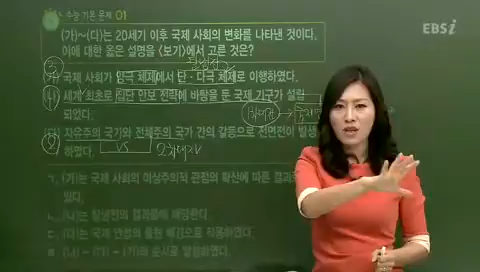 수능 기본 문제 01
EBSi
(가)~(다)는 20세기 이후 국제 사회의 변화를 나타낸 것이다.
이에 대한 옳은 설명을 <보기>에서 고른 것은?
국제 사회가 양극 체제에서 단·다극 체제로 이행하였다.
세계 최초로 집단 안보 전략에 바탕을 둔 국제 기구가 설립
되었다.
자유주의 국가와 전체주의 국가 간의 갈등으로 전면전이 발생
하였다.
VS
ㄱ. (가)는 국제 사회의 이상주의적 관점의 확산에 따른 결과
있다.
ㄴ. (나)는 탈냉전의 결과물에 해당한다.
ㄷ. (다)는 국제 연합의 출범 배경으로 작용하였다.
ㄹ. (나) - (다) - (가)의 순서로 발생하였다.